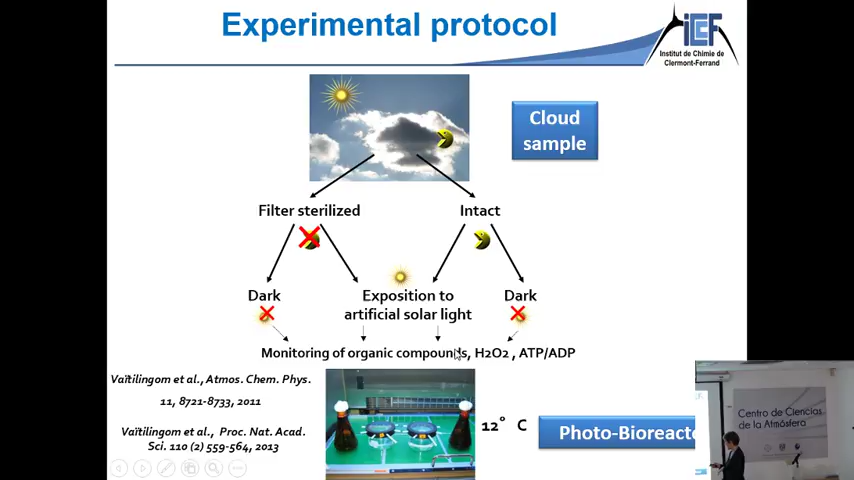 Experimental protocol
iCCF
Institut de Chimie de
Clermont-Ferrand
Cloud
sample
Filter sterilized
Intact
Dark
Exposition to
artificial solar light
Dark
Monitoring of organic compounds, H2O2 , ATP/ADP
Vaïtilingom et al., Atmos. Chem. Phys.
11, 8721-8733, 2011
Vaïtilingom et al., Proc. Nat. Acad.
Sci. 110 (2) 559-564, 2013
12° C
Photo-Bioreacto
Centro de Ciencias
de la Atmósfera